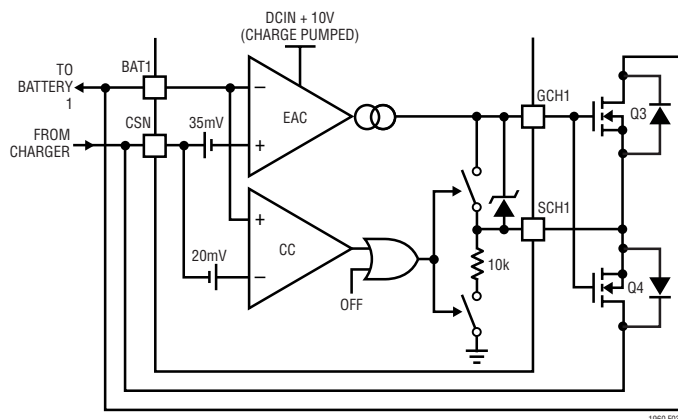 DCIN + 10V
(CHARGE PUMPED)
TO
BATTERY
1
BAT1
FROM
CHARGER
CSN
35mV
–
EAC
+
GCH1
Q3
+
CC
–
20mV
OFF
SCH1
10k
Q4